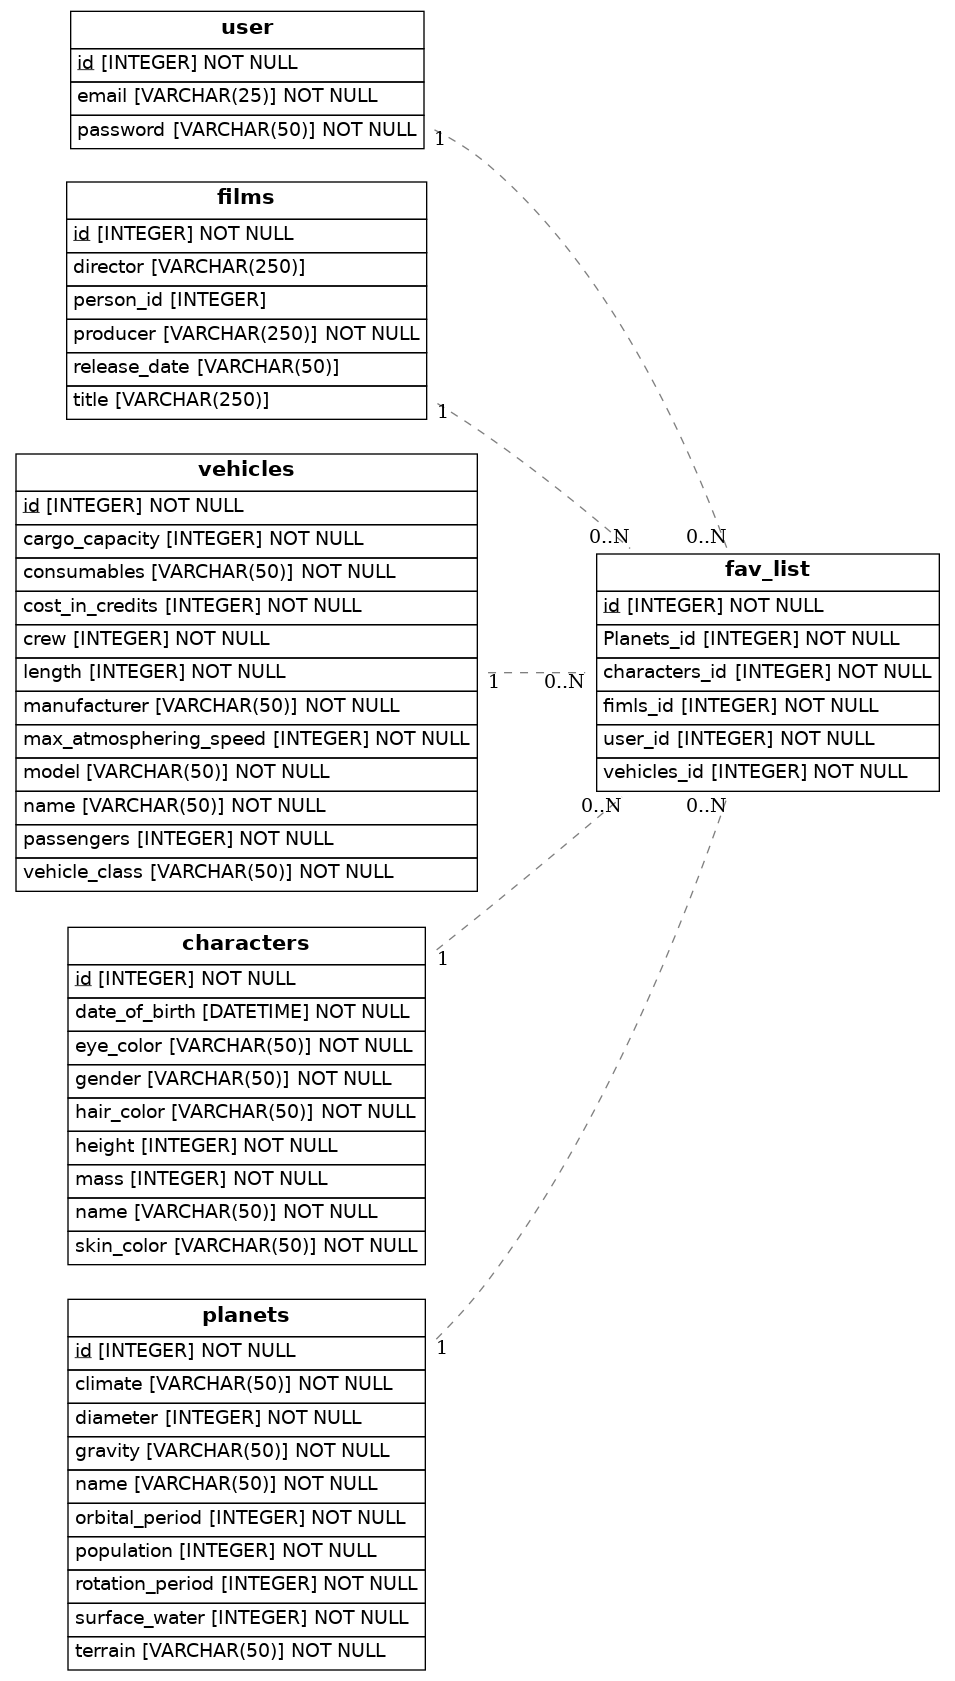 user
id [INTEGER] NOT NULL
email [VARCHAR(25)] NOT NULL
password [VARCHAR(50)] NOT NULL
1
films
id [INTEGER] NOT NULL
director [VARCHAR(250)]
person_id [INTEGER]
producer [VARCHAR(250)] NOT NULL
release_date [VARCHAR(50)]
title [VARCHAR(250)]
1
vehicles
id [INTEGER] NOT NULL
cargo_capacity [INTEGER] NOT NULL
consumables [VARCHAR(50)] NOT NULL
cost_in_credits [INTEGER] NOT NULL
crew [INTEGER] NOT NULL
length [INTEGER] NOT NULL
manufacturer [VARCHAR(50)] NOT NULL
max_atmosphering_speed [INTEGER] NOT NULL
model [VARCHAR(50)] NOT NULL
name [VARCHAR(50)] NOT NULL
passengers [INTEGER] NOT NULL
vehicle_class [VARCHAR(50)] NOT NULL
1
0..N
0..N
0..N
fav_list
id [INTEGER] NOT NULL
Planets_id [INTEGER] NOT NULL
characters_id [INTEGER] NOT NULL
fimls_id [INTEGER] NOT NULL
user_id [INTEGER] NOT NULL
vehicles_id [INTEGER] NOT NULL
0..N
0..N
characters
id [INTEGER] NOT NULL
date_of_birth [DATETIME] NOT NULL
eye_color [VARCHAR(50)] NOT NULL
gender [VARCHAR(50)] NOT NULL
hair_color [VARCHAR(50)] NOT NULL
height [INTEGER] NOT NULL
mass [INTEGER] NOT NULL
name [VARCHAR(50)] NOT NULL
skin_color [VARCHAR(50)] NOT NULL
1
planets
id [INTEGER] NOT NULL
climate [VARCHAR(50)] NOT NULL
diameter [INTEGER] NOT NULL
gravity [VARCHAR(50)] NOT NULL
name [VARCHAR(50)] NOT NULL
orbital_period [INTEGER] NOT NULL
population [INTEGER] NOT NULL
rotation_period [INTEGER] NOT NULL
surface_water [INTEGER] NOT NULL
terrain [VARCHAR(50)] NOT NULL
1